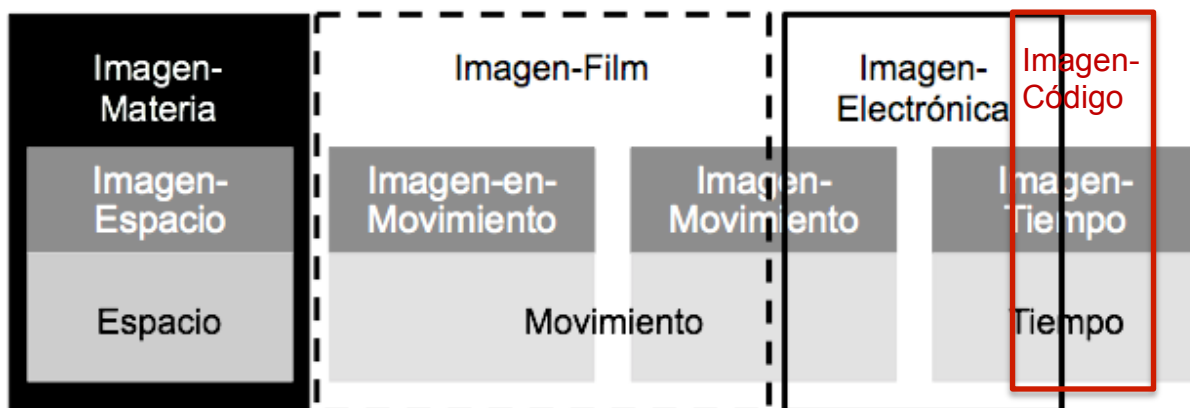 Imagen-
Materia
Imagen-Film
Imagen-
Electrónica
Imagen-
Código
Imagen-
Espacio
Imagen-en-
Movimiento
Imagen-
Movimiento
Imagen-
Tiempo
Espacio
Movimiento
Tiempo